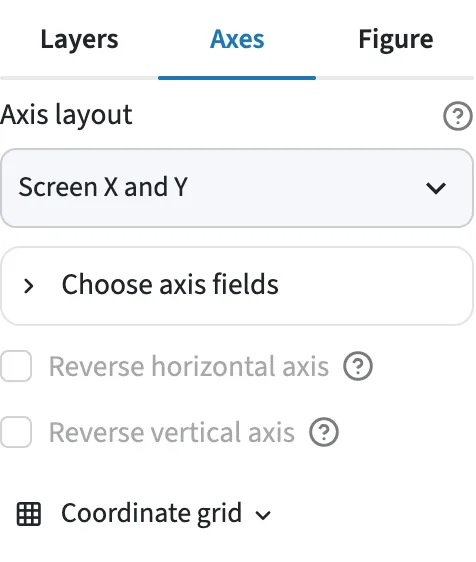 Layers Axes Figure
Axis layout
Screen X and Y
Choose axis fields
Reverse horizontal axis
Reverse vertical axis
Coordinate grid